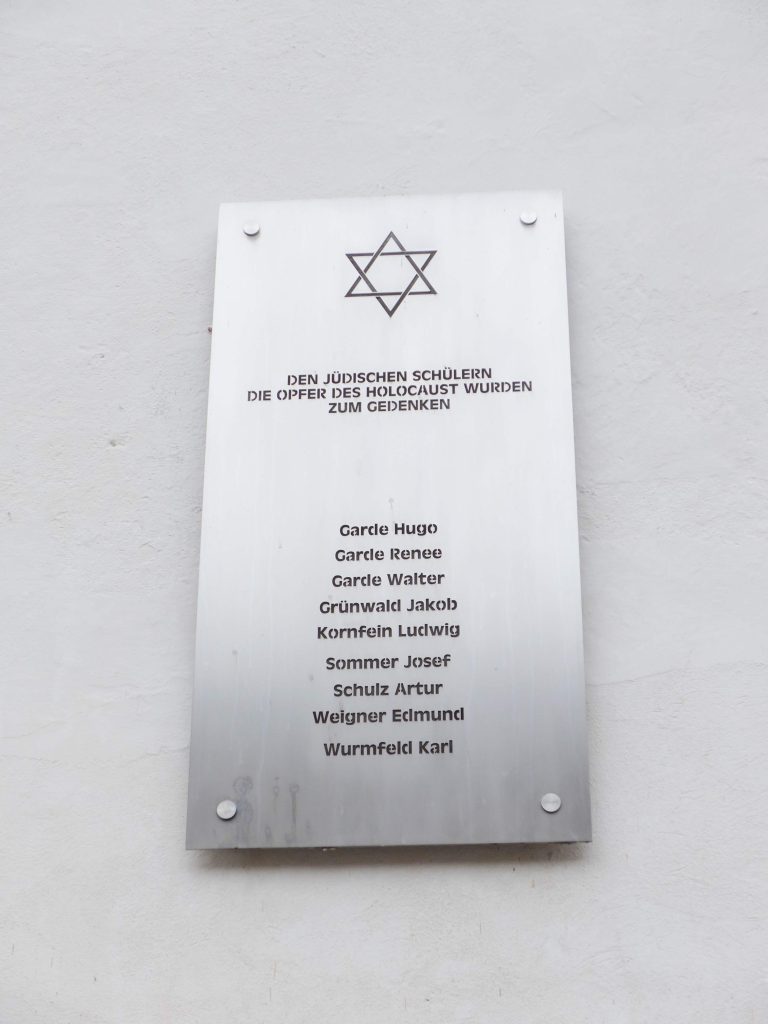 DEN JÜDISCHEN SCHÜLERN
DIE OPFER DES HOLOCAUST WURDEN
ZUM GEDENKEN
Garde Hugo
Garde Renee
Garde Walter
Grünwald Jakob
Kornfein Ludwig
Sommer Josef
Schulz Artur
Weigner Edmund
Wurmfeld Karl